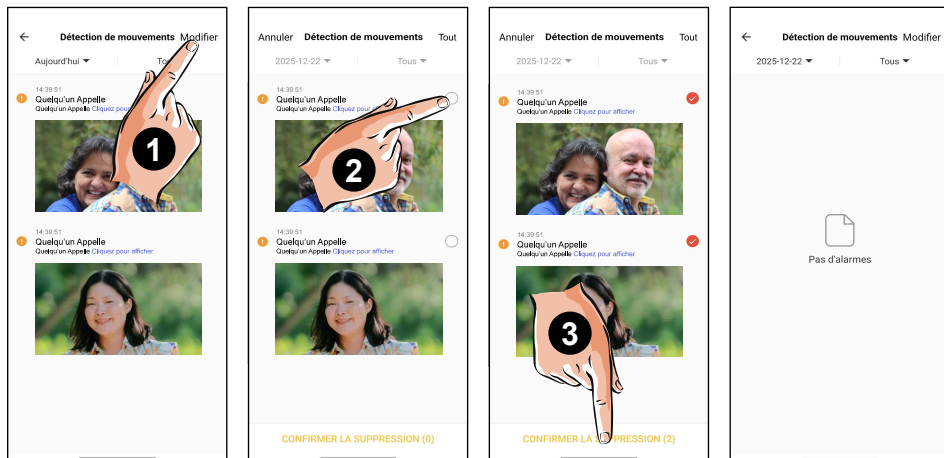 Détection de mouvements Modifier
Aujourd'hui
14:39:51
Quelqu'un Appelle
Quelqu'un Appelle Cliquez pour
1
14:39:51
Quelqu'un Appelle
Quelqu'un Appelle Cliquez pour afficher
Annuler Détection de mouvements Tout
2025-12-22 Tous
14:39:51
Quelqu'un Appelle
Quelqu'un Appelle Cliquez pour
2
14:39:51
Quelqu'un Appelle
Quelqu'un Appelle Cliquez pour afficher
CONFIRMER LA SUPPRESSION (0)
Annuler Détection de mouvements Tout
2025-12-22 Tous
14:39:51
Quelqu'un Appelle
Quelqu'un Appelle Cliquez pour afficher
14:39:51
Quelqu'un Appelle
Quelqu'un Appelle Cliquez pour afficher
3
CONFIRMER LA SUPPRESSION (2)
Détection de mouvements Modifier
2025-12-22 Tous
Pas d'alarmes